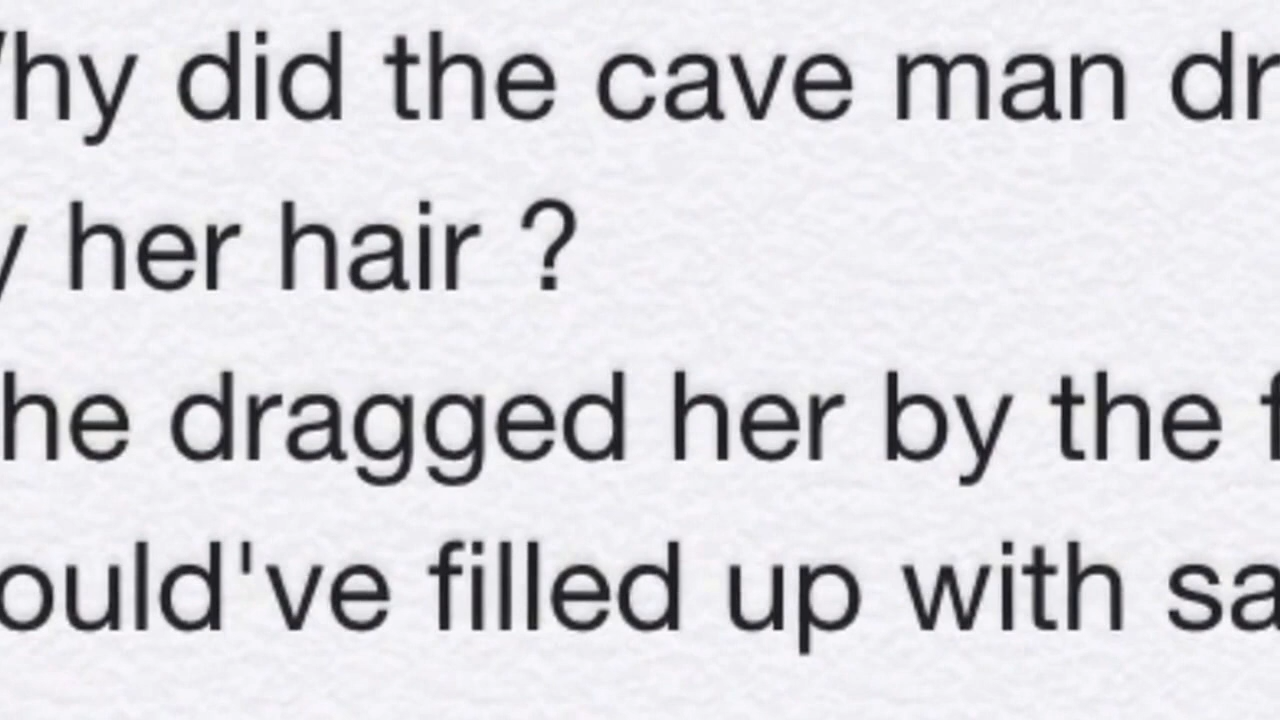 hy did the cave man dr
y her hair ?
he dragged her by the f
ould've filled up with sa